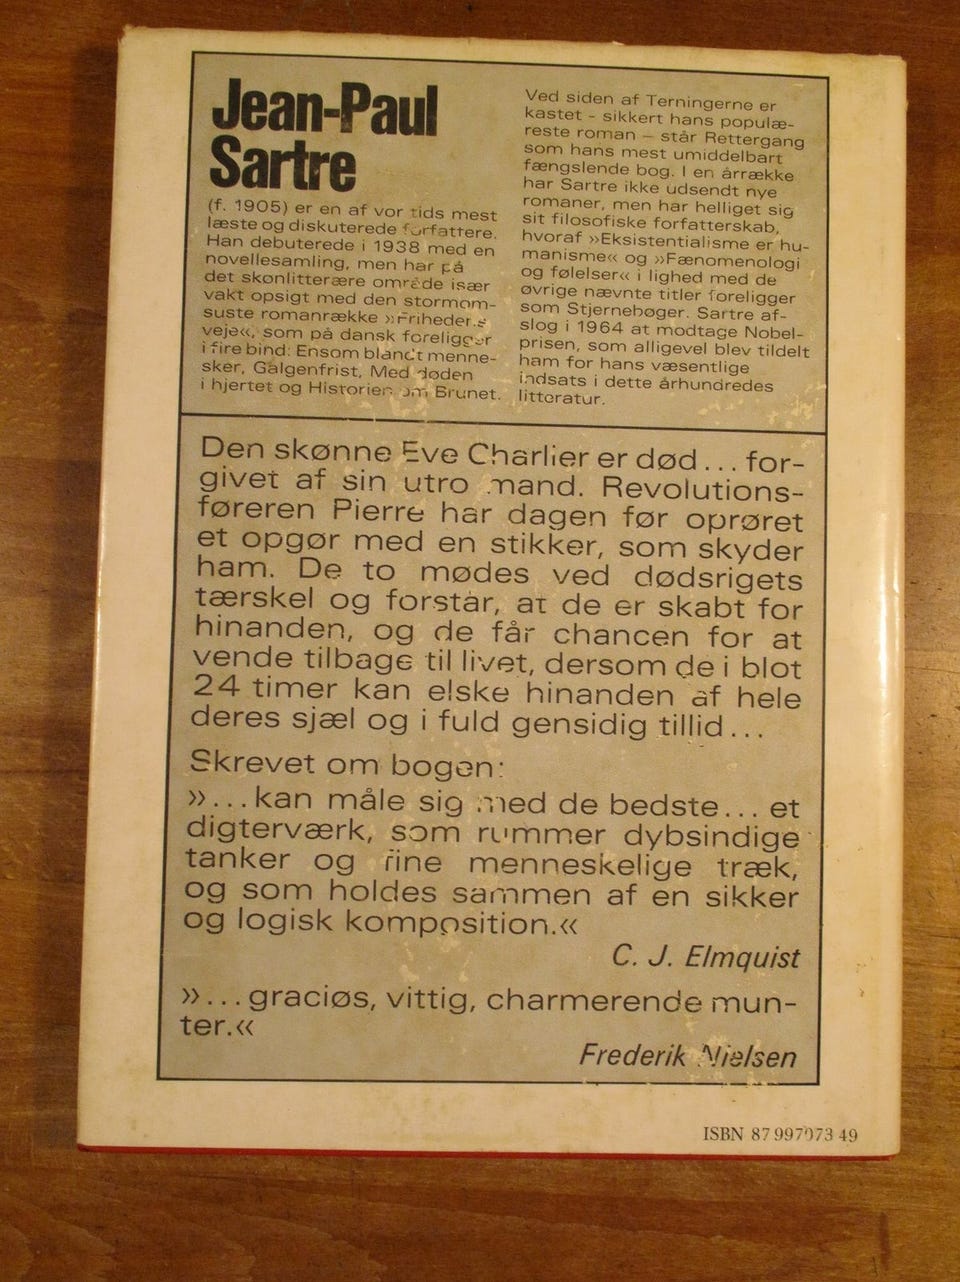 Jean-Paul
Sartre
(f. 1905) er en af vor tids mest
læste og diskuterede forfattere.
Han debuterede i 1938 med en
novellesamling, men har på
det skønlitterære område især
vakt opsigt med den stormom-
suste romanrække »Frihedens
veje«, som på dansk foreligger
i fire bind: Ensom blandt menne-
sker, Galgenfrist, Med døden
i hjertet og Historien om Brunet.
Ved siden af Terningerne er
kastet - sikkert hans populæ-
reste roman – står Rettergang
som hans mest umiddelbart
fængslende bog. I en årrække
har Sartre ikke udsendt nye
romaner, men har helliget sig
sit filosofiske forfatterskab,
hvoraf »Eksistentialisme er hu-
manisme« og »Fænomenologi
og følelser« i lighed med de
øvrige nævnte titler foreligger
som Stjernebøger. Sartre af-
slog i 1964 at modtage Nobel-
prisen, som alligevel blev tildelt
ham for hans væsentlige
indsats i dette århundredes
litteratur.
Den skønne Eve Charlier er død... for-
givet af sin utro mand. Revolutions-
føreren Pierre har dagen før oprøret
et opgør med en stikker, som skyder
ham. De to mødes ved dødsrigets
tærskel og forstår, at de er skabt for
hinanden, og de får chancen for at
vende tilbage til livet, dersom de i blot
24 timer kan elske hinanden af hele
deres sjæl og i fuld gensidig tillid...
Skrevet om bogen:
»...kan måle sig med de bedste... et
digterværk, som rummer dybsindige
tanker og fine menneskelige træk,
og som holdes sammen af en sikker
og logisk komposition.«
C. J. Elmquist
»...graciøs, vittig, charmerende mun-
ter.«
Frederik Nielsen
ISBN 87 997073 49